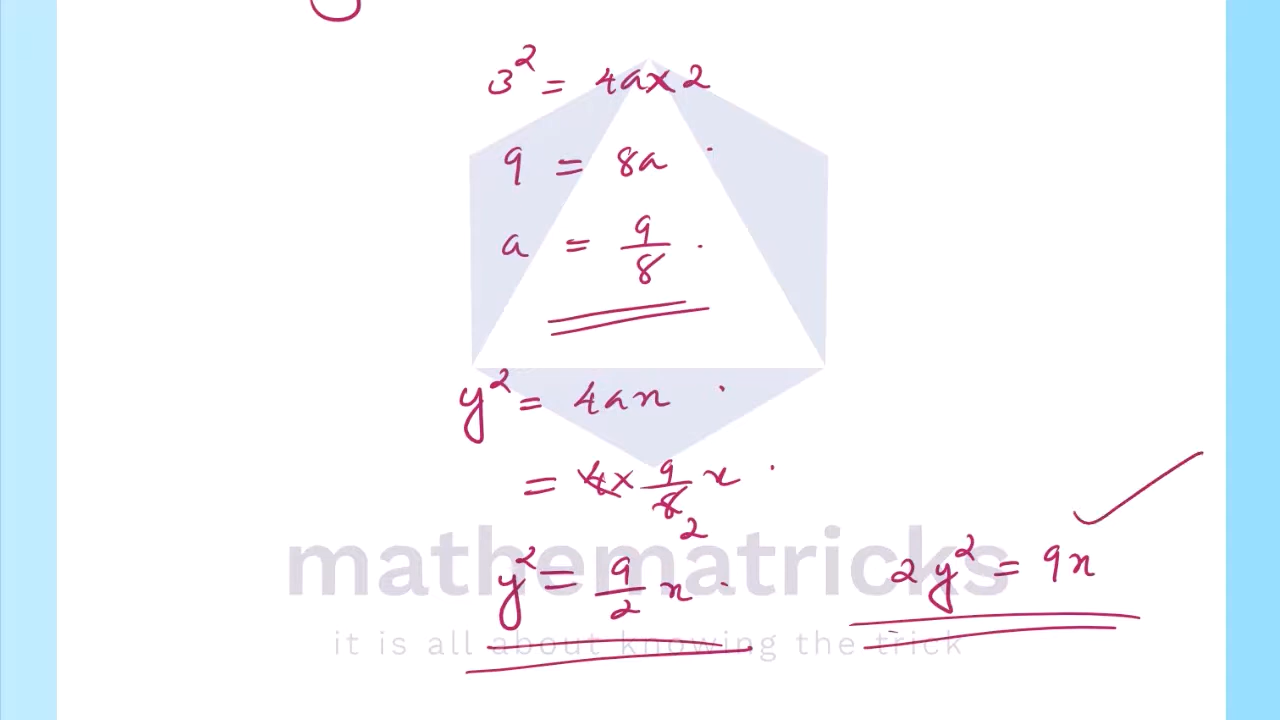 3² = 4a×2
9 = 8a .
a = 9/8 .
y² = 4ax .
= 4× 9/8 x .
2
y² = 9/2 x .
2y² = 9x
mathematricks
it is all about knowing the trick